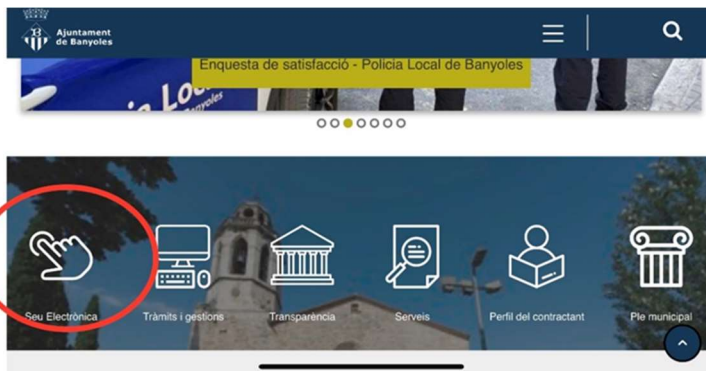 Ajuntament
de Banyoles
Enquesta de satisfacció - Policia Local de Banyoles
Seu Electrònica
Tràmits i gestions
Transparència
Serveis
Perfil del contractant
Ple municipal